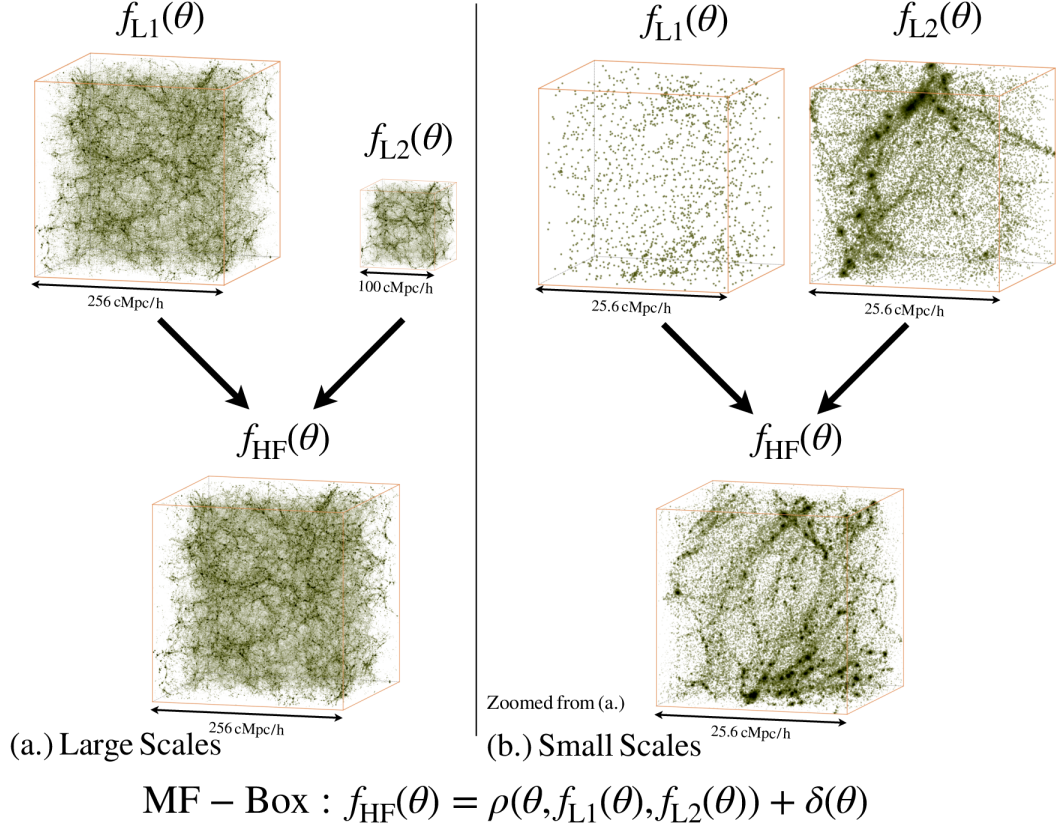 f_L1(θ)
f_L2(θ)
256 cMpc/h
100 cMpc/h
f_HF(θ)
256 cMpc/h
(a.) Large Scales
f_L1(θ)
f_L2(θ)
25.6 cMpc/h
25.6 cMpc/h
f_HF(θ)
Zoomed from (a.)
25.6 cMpc/h
(b.) Small Scales
MF − Box : f_HF(θ) = ρ(θ, f_L1(θ), f_L2(θ)) + δ(θ)